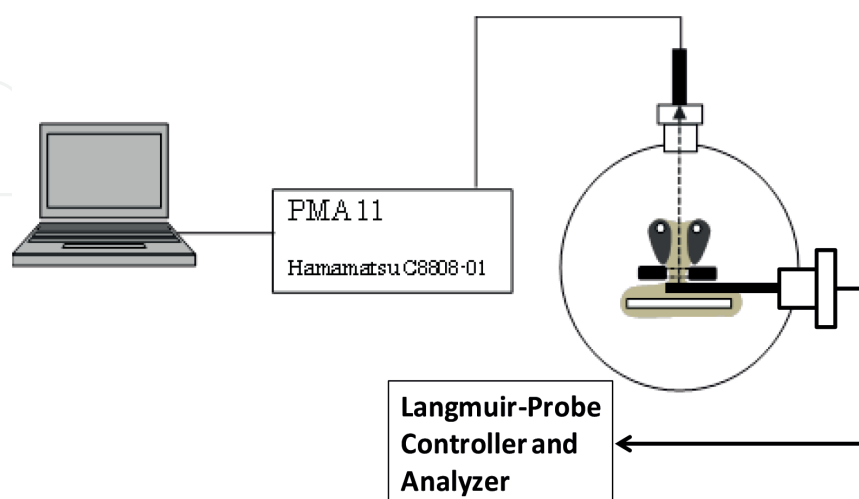 PMA 11
Hamamatsu C8808-01
Langmuir-Probe
Controller and
Analyzer